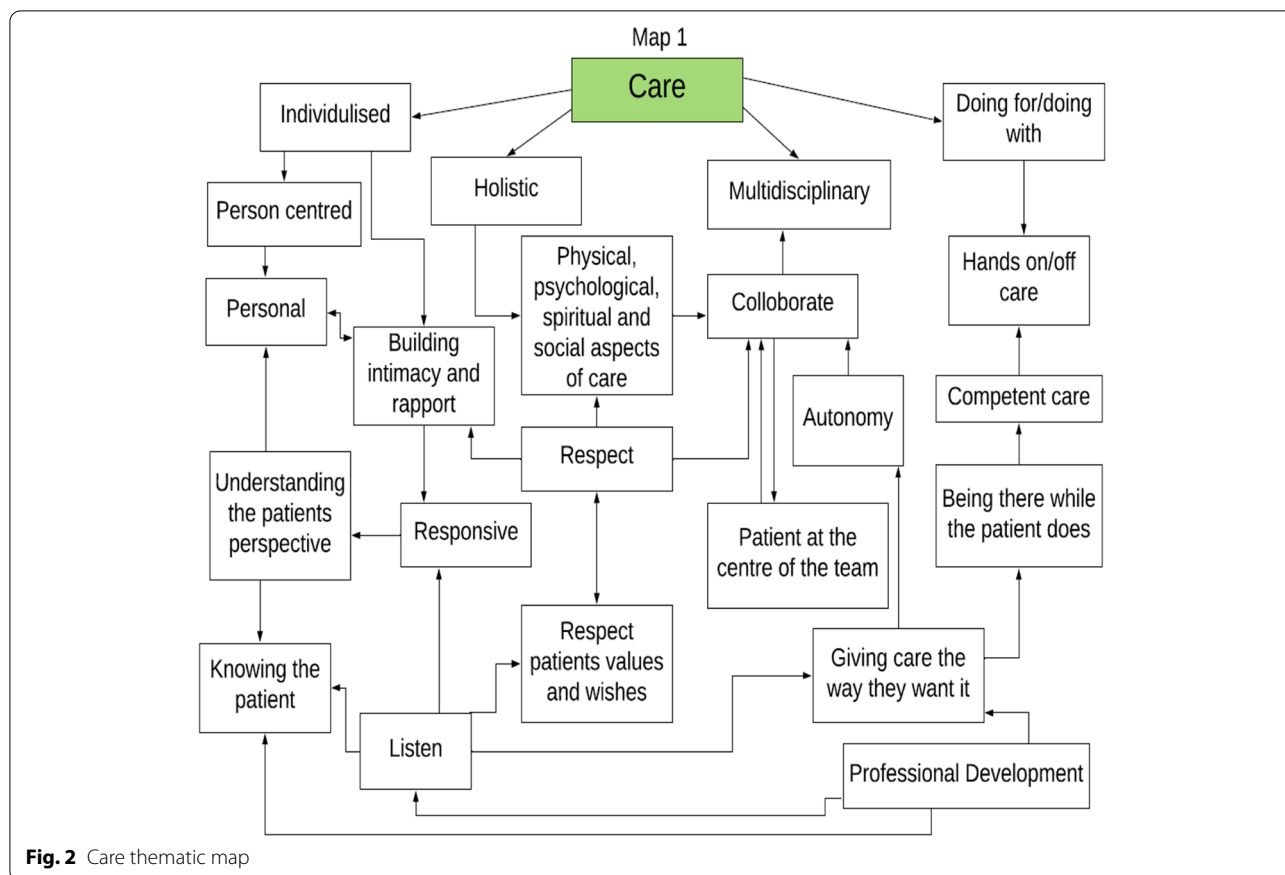 Map 1
Care
Individulised
Doing for/doing
with
Holistic
Multidisciplinary
Person centred
Physical,
psychological,
spiritual and
social aspects
of care
Hands on/off
care
Personal
Colloborate
Building
intimacy and
rapport
Autonomy
Competent care
Respect
Understanding
the patients
perspective
Responsive
Patient at the
centre of the team
Being there while
the patient does
Respect
patients values
and wishes
Giving care the
way they want it
Knowing the
patient
Listen
Professional Development
Fig. 2 Care thematic map